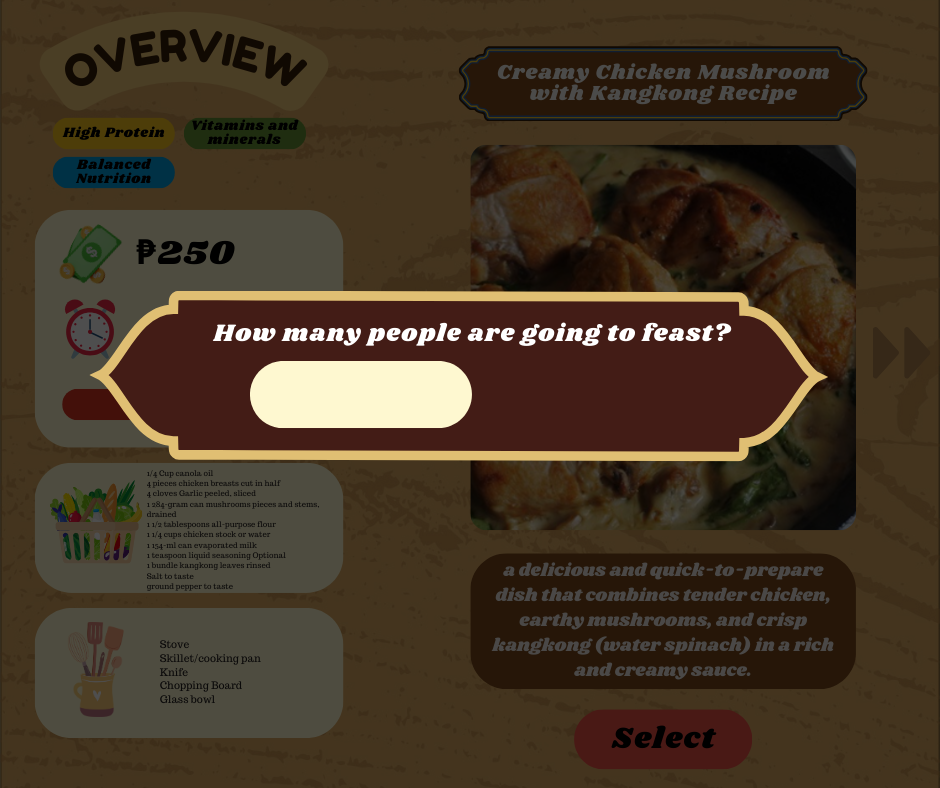 OVERVIEW
High Protein
Vitamins and
minerals
Balanced
Nutrition
₱250
1/4 Cup canola oil
4 pieces chicken breasts cut in half
4 cloves Garlic peeled, sliced
1 284-gram can mushrooms pieces and stems,
drained
1 1/2 tablespoons all-purpose flour
1 1/4 cups chicken stock or water
1 154-ml can evaporated milk
1 teaspoon liquid seasoning Optional
1 bundle kangkong leaves rinsed
Salt to taste
ground pepper to taste
Stove
Skillet/cooking pan
Knife
Chopping Board
Glass bowl
Creamy Chicken Mushroom
with Kangkong Recipe
How many people are going to feast?
a delicious and quick-to-prepare
dish that combines tender chicken,
earthy mushrooms, and crisp
kangkong (water spinach) in a rich
and creamy sauce.
Select